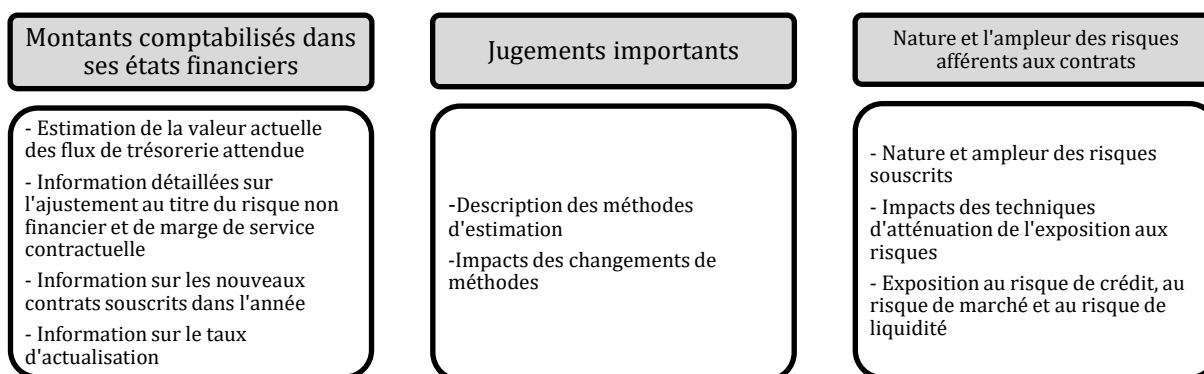 Montants comptabilisés dans
ses états financiers
- Estimation de la valeur actuelle
des flux de trésorerie attendue
- Information détaillées sur
l'ajustement au titre du risque non
financier et de marge de service
contractuelle
- Information sur les nouveaux
contrats souscrits dans l'année
- Information sur le taux
d'actualisation
Jugements importants
-Description des méthodes
d'estimation
-Impacts des changements de
méthodes
Nature et l'ampleur des risques
afférents aux contrats
- Nature et ampleur des risques
souscrits
- Impacts des techniques
d'atténuation de l'exposition aux
risques
- Exposition au risque de crédit, au
risque de marché et au risque de
liquidité